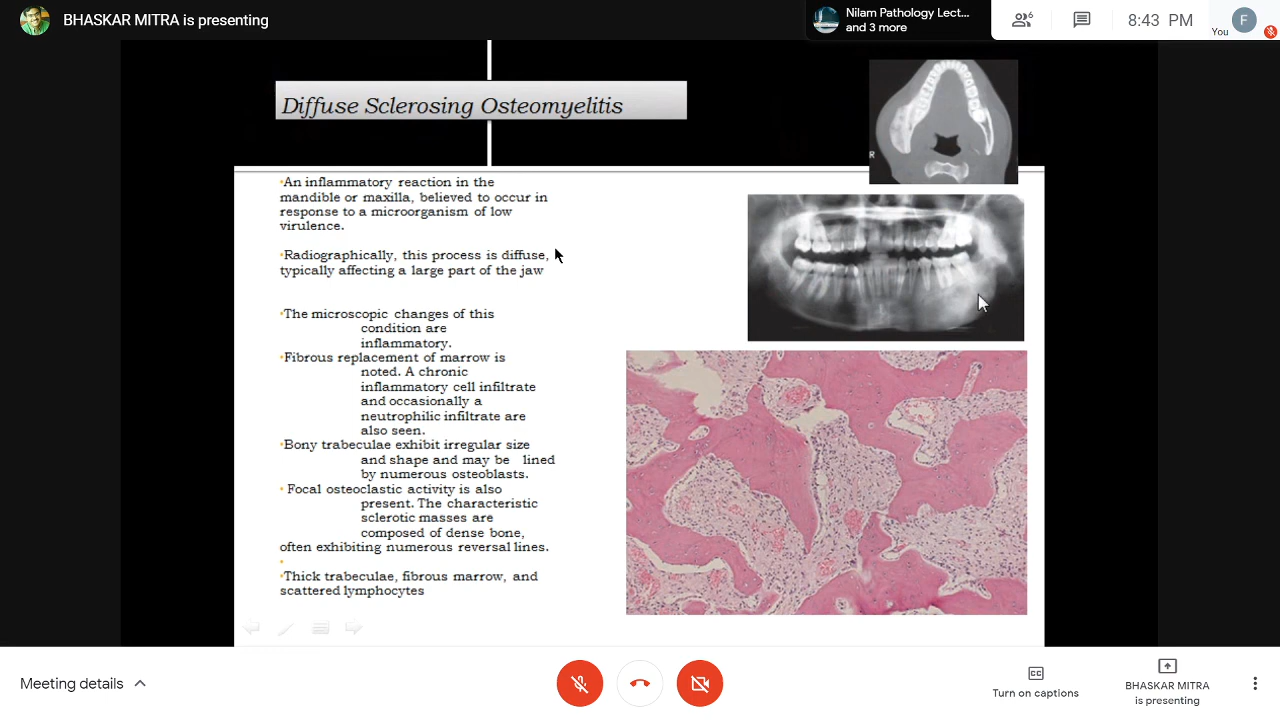 BHASKAR MITRA is presenting
Nilam Pathology Lect...
and 3 more
6
8:43 PM
You
F
Diffuse Sclerosing Osteomyelitis
R
•An inflammatory reaction in the
mandible or maxilla, believed to occur in
response to a microorganism of low
virulence.
•Radiographically, this process is diffuse,
typically affecting a large part of the jaw
•The microscopic changes of this
condition are
inflammatory.
•Fibrous replacement of marrow is
noted. A chronic
inflammatory cell infiltrate
and occasionally a
neutrophilic infiltrate are
also seen.
•Bony trabeculae exhibit irregular size
and shape and may be lined
by numerous osteoblasts.
• Focal osteoclastic activity is also
present. The characteristic
sclerotic masses are
composed of dense bone,
often exhibiting numerous reversal lines.
•
•Thick trabeculae, fibrous marrow, and
scattered lymphocytes
Meeting details
CC
Turn on captions
BHASKAR MITRA
is presenting